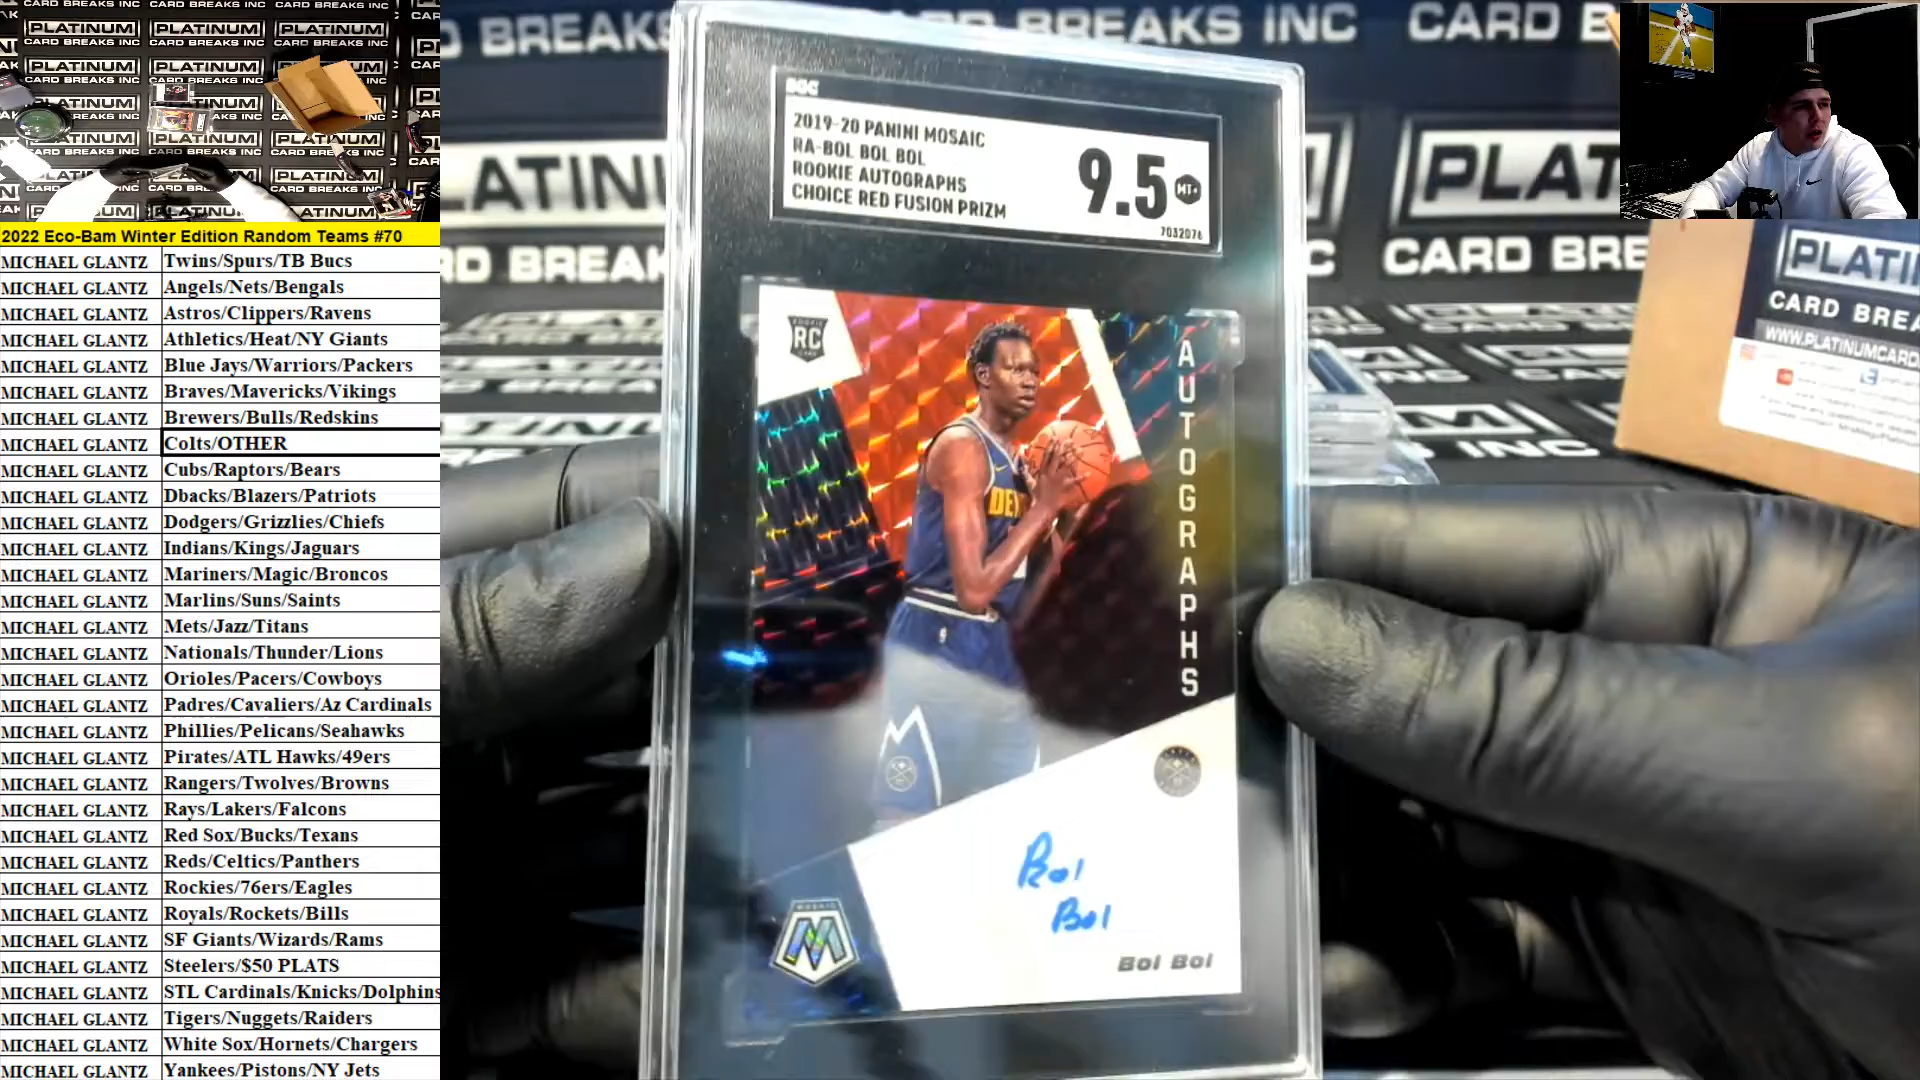 PLATINUM PLATINUM PLATINUM
CARD BREAKS INC CARD BREAKS INC CARD BREAKS INC
2022 Eco-Bam Winter Edition Random Teams #70
MICHAEL GLANTZ Twins/Spurs/TB Bucs
MICHAEL GLANTZ Angels/Nets/Bengals
MICHAEL GLANTZ Astros/Clippers/Ravens
MICHAEL GLANTZ Athletics/Heat/NY Giants
MICHAEL GLANTZ Blue Jays/Warriors/Packers
MICHAEL GLANTZ Braves/Mavericks/Vikings
MICHAEL GLANTZ Brewers/Bulls/Redskins
MICHAEL GLANTZ Colts/OTHER
MICHAEL GLANTZ Cubs/Raptors/Bears
MICHAEL GLANTZ Dbacks/Blazers/Patriots
MICHAEL GLANTZ Dodgers/Grizzlies/Chiefs
MICHAEL GLANTZ Indians/Kings/Jaguars
MICHAEL GLANTZ Mariners/Magic/Broncos
MICHAEL GLANTZ Marlins/Suns/Saints
MICHAEL GLANTZ Mets/Jazz/Titans
MICHAEL GLANTZ Nationals/Thunder/Lions
MICHAEL GLANTZ Orioles/Pacers/Cowboys
MICHAEL GLANTZ Padres/Cavaliers/Az Cardinals
MICHAEL GLANTZ Phillies/Pelicans/Seahawks
MICHAEL GLANTZ Pirates/ATL Hawks/49ers
MICHAEL GLANTZ Rangers/Twolves/Browns
MICHAEL GLANTZ Rays/Lakers/Falcons
MICHAEL GLANTZ Red Sox/Bucks/Texans
MICHAEL GLANTZ Reds/Celtics/Panthers
MICHAEL GLANTZ Rockies/76ers/Eagles
MICHAEL GLANTZ Royals/Rockets/Bills
MICHAEL GLANTZ SF Giants/Wizards/Rams
MICHAEL GLANTZ Steelers/$50 PLATS
MICHAEL GLANTZ STL Cardinals/Knicks/Dolphins
MICHAEL GLANTZ Tigers/Nuggets/Raiders
MICHAEL GLANTZ White Sox/Hornets/Chargers
MICHAEL GLANTZ Yankees/Pistons/NY Jets
CARD BREAKS INC CARD
SGC
2019-20 PANINI MOSAIC
RA-BOL BOL BOL
ROOKIE AUTOGRAPHS
CHOICE RED FUSION PRIZM
9.5
MT+
7032076
ROOKIE
RC
CARD
AUTOGRAPHS
DE
MOSAIC
M
Bol
Bol
Bol Bol
PLATI
CARD BREA
WWW.PLATINUMCARD